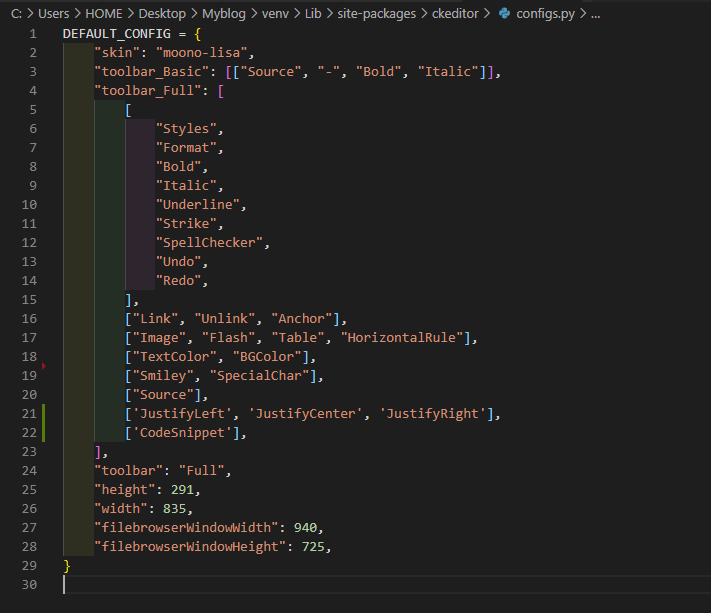 C: > Users > HOME > Desktop > Myblog > venv > Lib > site-packages > ckeditor > configs.py > ...
1 DEFAULT_CONFIG = {
2     "skin": "moono-lisa",
3     "toolbar_Basic": [["Source", "-", "Bold", "Italic"]],
4     "toolbar_Full": [
5         [
6             "Styles",
7             "Format",
8             "Bold",
9             "Italic",
10             "Underline",
11             "Strike",
12             "SpellChecker",
13             "Undo",
14             "Redo",
15         ],
16         ["Link", "Unlink", "Anchor"],
17         ["Image", "Flash", "Table", "HorizontalRule"],
18         ["TextColor", "BGColor"],
19         ["Smiley", "SpecialChar"],
20         ["Source"],
21         ['JustifyLeft', 'JustifyCenter', 'JustifyRight'],
22         ['CodeSnippet'],
23     ],
24     "toolbar": "Full",
25     "height": 291,
26     "width": 835,
27     "filebrowserWindowWidth": 940,
28     "filebrowserWindowHeight": 725,
29 }
30